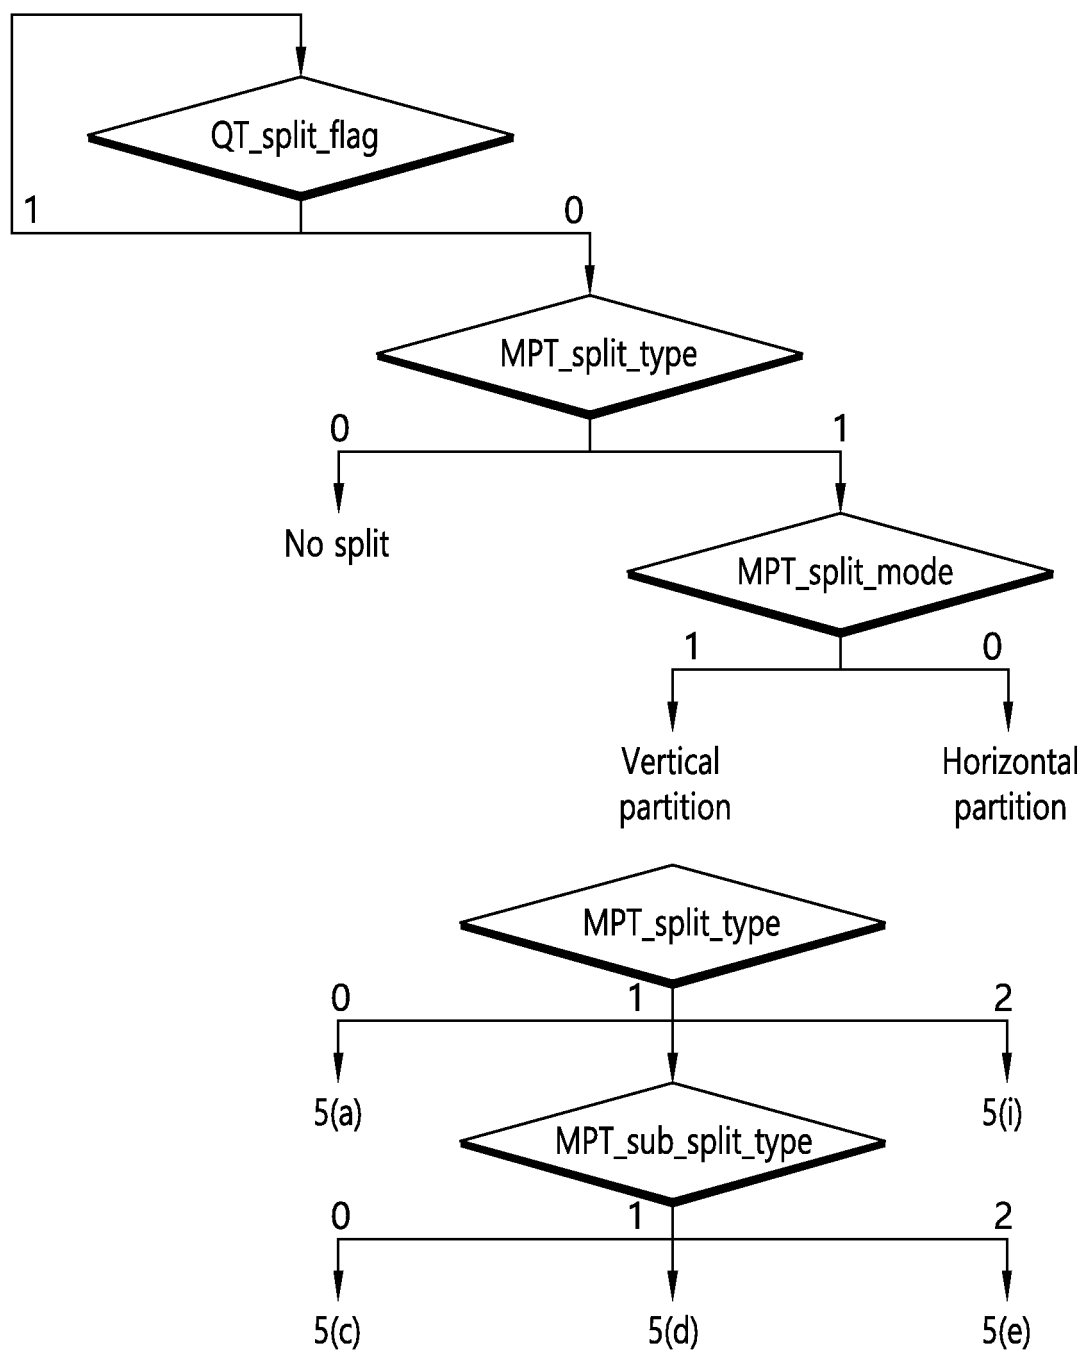 QT_split_flag
1 0
MPT_split_type
0 1
No split
MPT_split_mode
1 0
Vertical
partition
Horizontal
partition
MPT_split_type
0 1 2
5(a) 5(i)
MPT_sub_split_type
0 1 2
5(c) 5(d) 5(e)